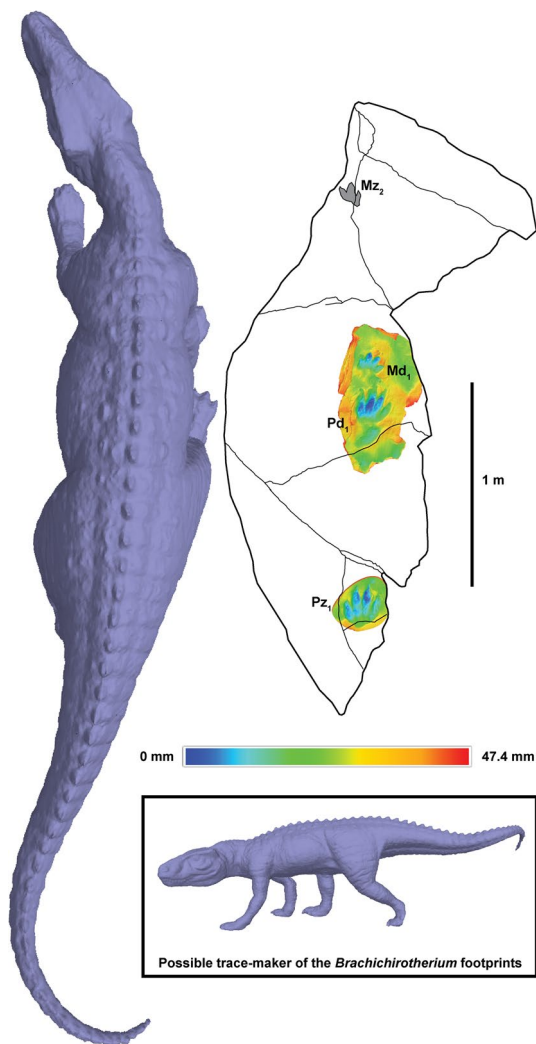 Mz2
Md1
Pd1
1 m
Pz1
0 mm 47.4 mm
Possible trace-maker of the Brachichirotherium footprints